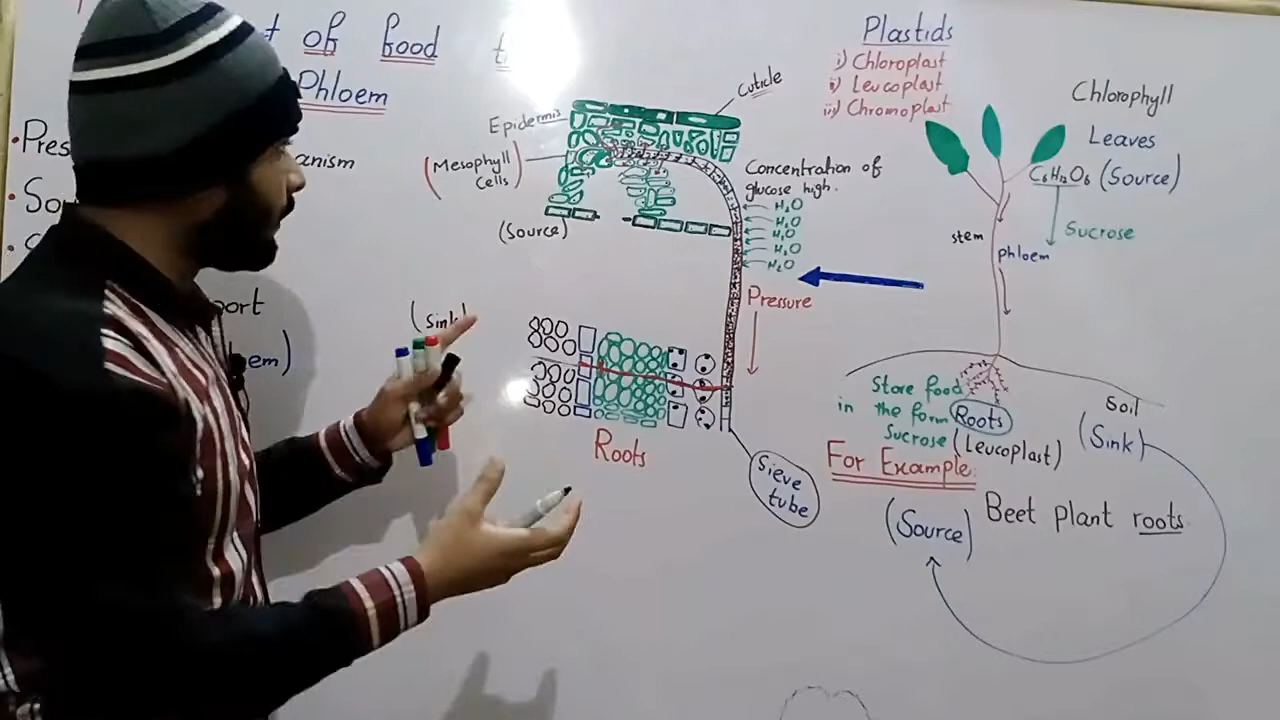 of food
Phloem
Pres
anism
Sou
port
em)
(Sink)
Epidermis
Cuticle
(Mesophyll
Cells)
(Source)
Concentration of
glucose high.
H₂O
H₂O
H₂O
H₂O
H₂O
Pressure
Roots
Sieve
tube
Plastids
i) Chloroplast
ii) Leucoplast
iii) Chromoplast
Chlorophyll
Leaves
C₆H₁₂O₆ (Source)
Sucrose
stem
phloem
Store food
in the form
Sucrose
Roots
(Leucoplast)
Soil
(Sink)
For Example:
Beet plant roots.
(Source)